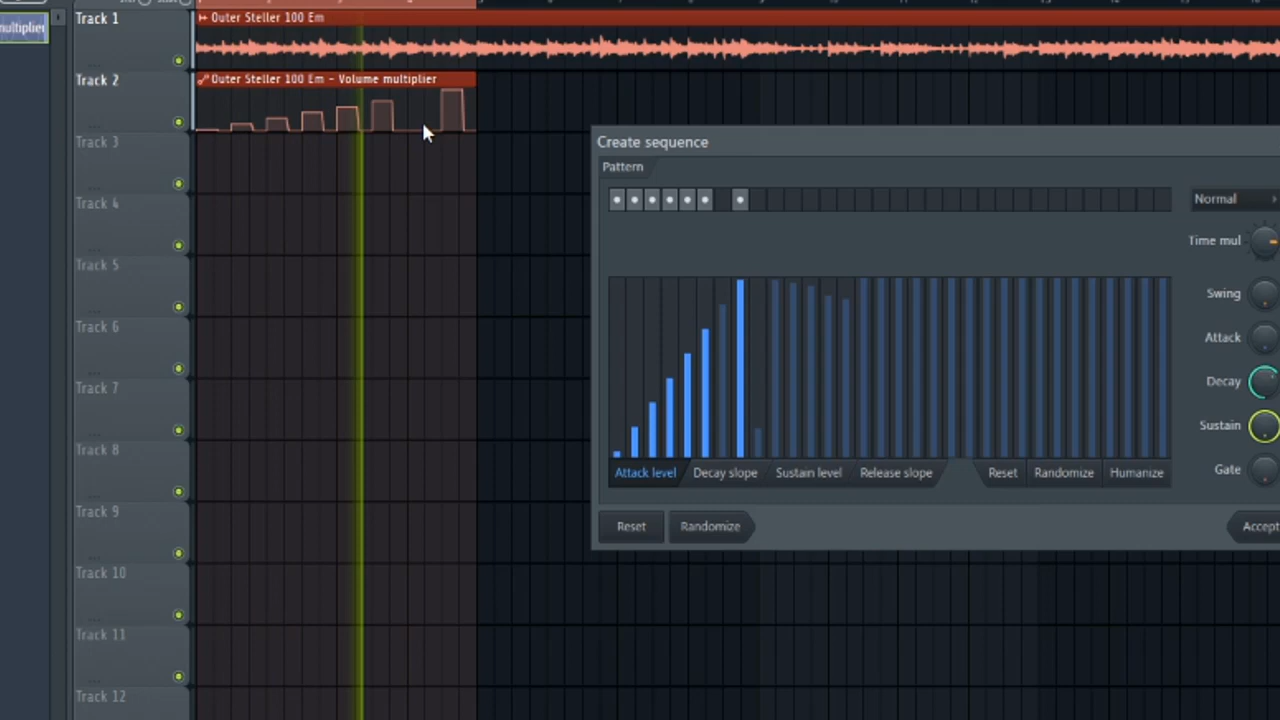 multiplier
Track 1
Outer Steller 100 Em
Track 2
Outer Steller 100 Em - Volume multiplier
Track 3
Track 4
Track 5
Track 6
Track 7
Track 8
Track 9
Track 10
Track 11
Track 12
Create sequence
Pattern
Normal
Time mul
Swing
Attack
Decay
Sustain
Gate
Attack level Decay slope Sustain level Release slope Reset Randomize Humanize
Reset Randomize Accept